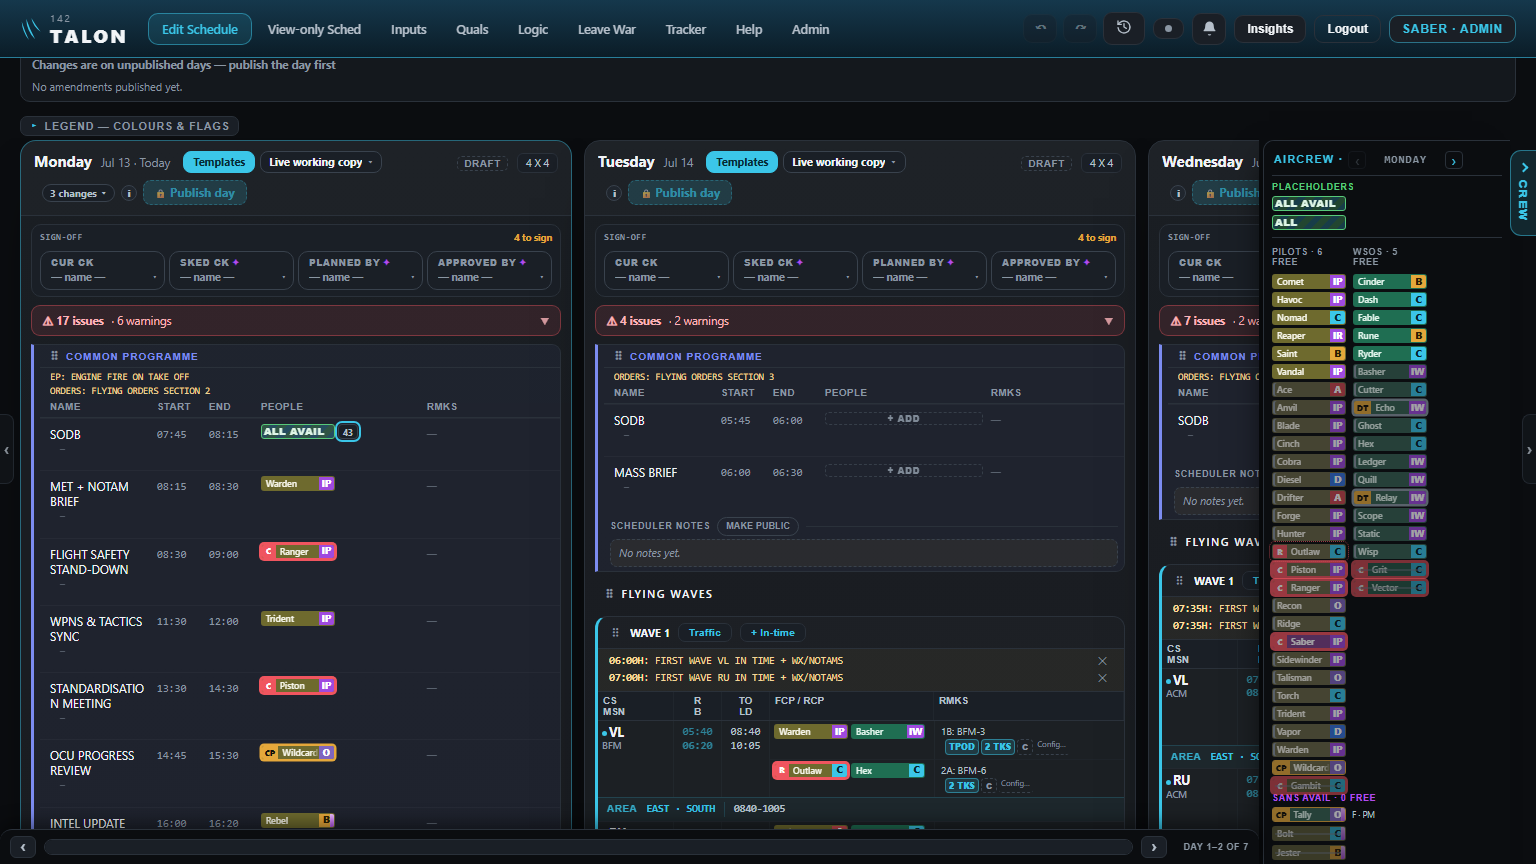 142
TALON
Edit Schedule
View-only Sched
Inputs
Quals
Logic
Leave War
Tracker
Help
Admin
Insights
Logout
SABER · ADMIN
Changes are on unpublished days — publish the day first
No amendments published yet.
LEGEND — COLOURS & FLAGS
Monday Jul 13 · Today
Templates
Live working copy
DRAFT
4 X 4
3 changes
i
Publish day
SIGN-OFF
4 to sign
CUR CK
— name —
SKED CK
— name —
PLANNED BY
— name —
APPROVED BY
— name —
17 issues · 6 warnings
COMMON PROGRAMME
EP: ENGINE FIRE ON TAKE OFF
ORDERS: FLYING ORDERS SECTION 2
NAME START END PEOPLE RMKS
SODB 07:45 08:15 ALL AVAIL 43 —
—
MET + NOTAM BRIEF 08:15 08:30 Warden IP —
—
FLIGHT SAFETY STAND-DOWN 08:30 09:00 C Ranger IP —
—
WPNS & TACTICS SYNC 11:30 12:00 Trident IP —
—
STANDARDISATIO
N MEETING 13:30 14:30 C Piston IP —
—
OCU PROGRESS REVIEW 14:45 15:30 CP Wildcard O —
—
INTEL UPDATE 16:00 16:20 Rebel B —
Tuesday Jul 14
Templates
Live working copy
DRAFT
4 X 4
i
Publish day
SIGN-OFF
4 to sign
CUR CK
— name —
SKED CK
— name —
PLANNED BY
— name —
APPROVED BY
— name —
4 issues · 2 warnings
COMMON PROGRAMME
ORDERS: FLYING ORDERS SECTION 3
NAME START END PEOPLE RMKS
SODB 05:45 06:00 + ADD —
—
MASS BRIEF 06:00 06:30 + ADD —
—
SCHEDULER NOTES
MAKE PUBLIC
No notes yet.
FLYING WAVES
WAVE 1
Traffic
+ In-time
06:00H: FIRST WAVE VL IN TIME + WX/NOTAMS
07:00H: FIRST WAVE RU IN TIME + WX/NOTAMS
CS MSN
R B
TO LD
FCP / RCP
RMKS
VL
BFM
05:40
06:20
08:40
10:05
Warden IP
Basher IW
1B: BFM-3
TPOD
2 TKS
C
Config...
R Outlaw C
Hex C
2A: BFM-6
2 TKS
C
Config...
AREA EAST · SOUTH 0840-1005
Wednesday
i
SIGN-OFF
CUR CK
— name —
7 issues
COMMON
ORDERS: FLYING
NAME
SODB
—
SCHEDULER
No notes yet.
FLYING
WAVE 1
07:35H: FIRST
07:35H: FIRST
CS
MSN
VL
ACM
AREA EAST ·
RU
ACM
AIRCREW ·
MONDAY
PLACEHOLDERS
ALL AVAIL
ALL
PILOTS · 6 FREE
WSOS · 5 FREE
Comet IP
Cinder B
Havoc IP
Dash C
Nomad C
Fable C
Reaper IR
Rune B
Saint B
Ryder C
Vandal IP
Basher IW
Ace A
Cutter C
Anvil IP
DT Echo IW
Blade IP
Ghost C
Cinch IP
Hex C
Cobra IP
Ledger IW
Diesel D
Quill IW
Drifter A
DT Relay IW
Forge IP
Scope IW
Hunter IP
Static IW
R Outlaw C
Wisp C
C Piston IP
C Grit C
C Ranger IP
C Vector C
Recon O
Ridge C
C Saber IP
Sidewinder IP
Talisman O
Torch C
Trident IP
Vapor D
Warden IP
CP Wildcard O
C Gambit C
SANS AVAIL · 0 FREE
CP Tally O
F · PM
Bolt C
Jester B
CREW
DAY 1–2 OF 7